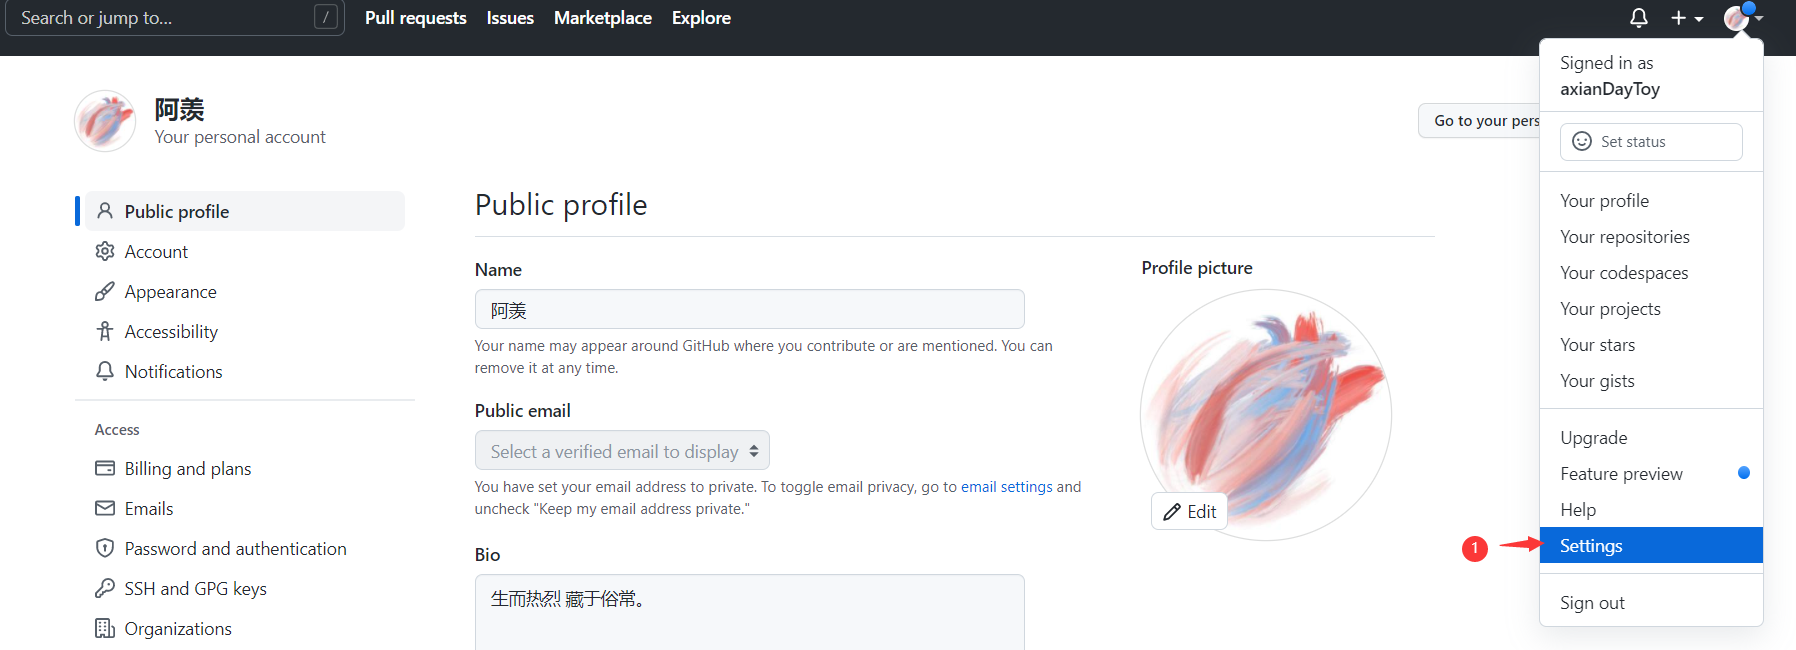 Search or jump to...
/
Pull requests
Issues
Marketplace
Explore
阿羡
Your personal account
Go to your pers
Public profile
Account
Appearance
Accessibility
Notifications
Access
Billing and plans
Emails
Password and authentication
SSH and GPG keys
Organizations
Public profile
Name
阿羡
Your name may appear around GitHub where you contribute or are mentioned. You can
remove it at any time.
Public email
Select a verified email to display
You have set your email address to private. To toggle email privacy, go to email settings and
uncheck "Keep my email address private."
Bio
生而热烈 藏于俗常。
Profile picture
Edit
Signed in as
axianDayToy
Set status
Your profile
Your repositories
Your codespaces
Your projects
Your stars
Your gists
Upgrade
Feature preview
Help
1
Settings
Sign out